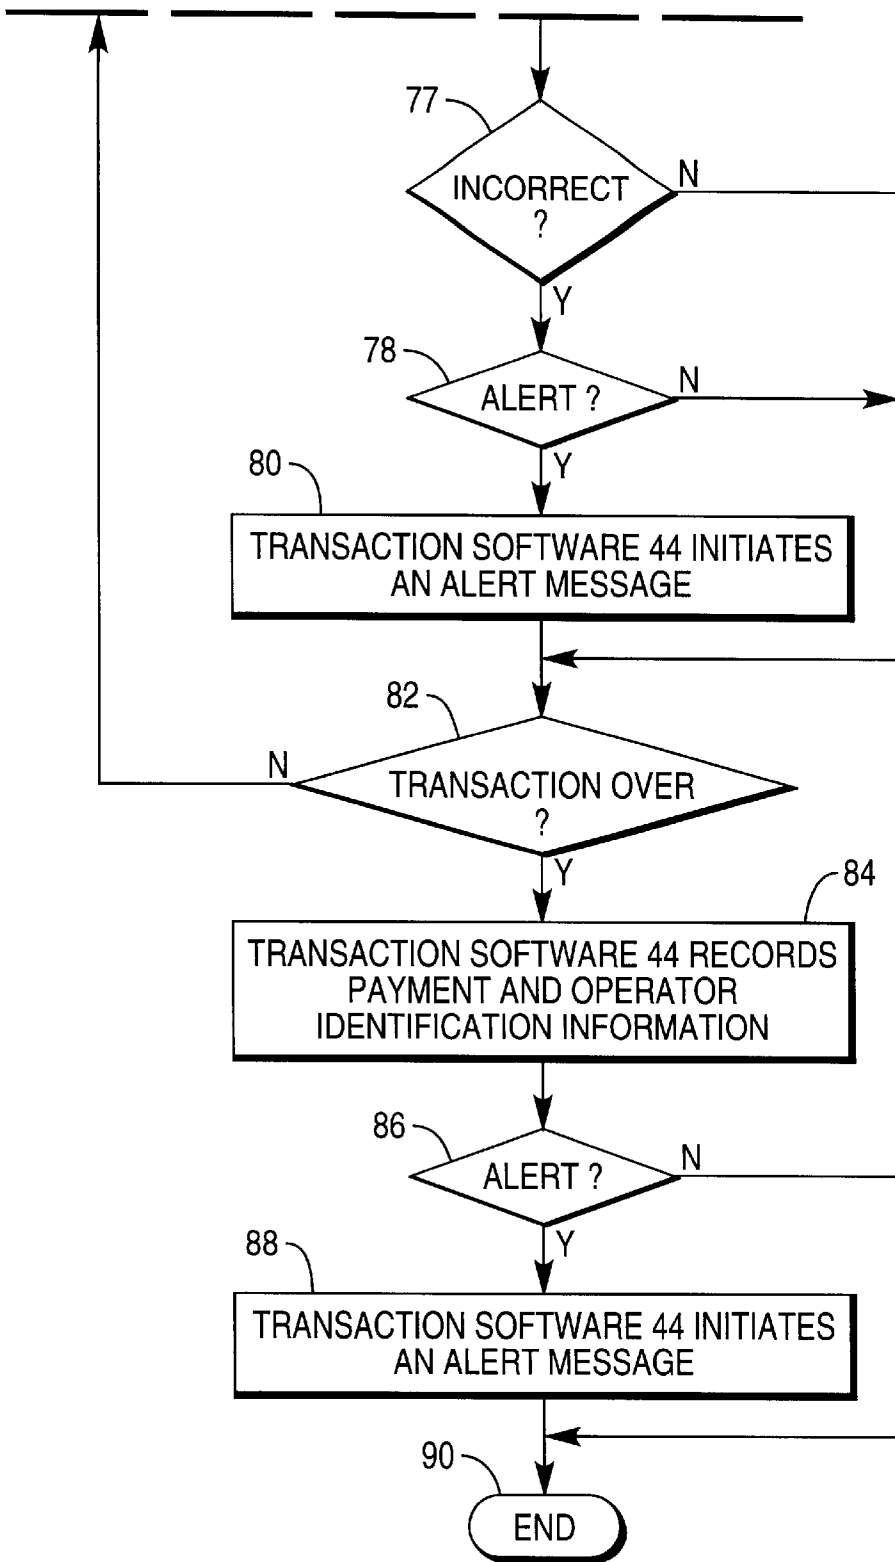 77
INCORRECT
?
N
Y
78
ALERT ?
N
Y
80
TRANSACTION SOFTWARE 44 INITIATES
AN ALERT MESSAGE
82
N
TRANSACTION OVER
?
Y
84
TRANSACTION SOFTWARE 44 RECORDS
PAYMENT AND OPERATOR
IDENTIFICATION INFORMATION
86
ALERT ?
N
Y
88
TRANSACTION SOFTWARE 44 INITIATES
AN ALERT MESSAGE
90
END